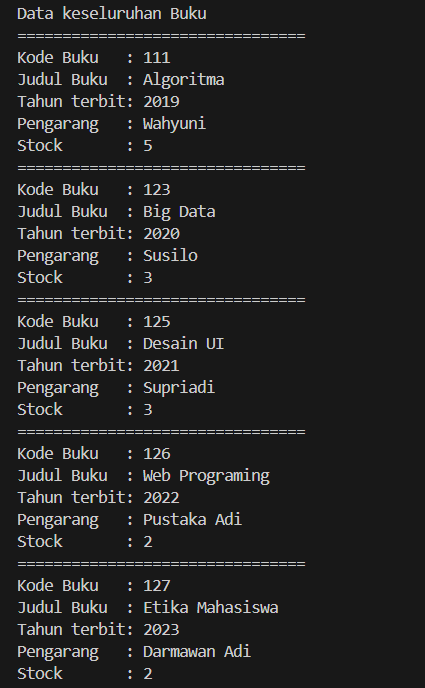 Data keseluruhan Buku
================================
Kode Buku   : 111
Judul Buku  : Algoritma
Tahun terbit: 2019
Pengarang   : Wahyuni
Stock       : 5
================================
Kode Buku   : 123
Judul Buku  : Big Data
Tahun terbit: 2020
Pengarang   : Susilo
Stock       : 3
================================
Kode Buku   : 125
Judul Buku  : Desain UI
Tahun terbit: 2021
Pengarang   : Supriadi
Stock       : 3
================================
Kode Buku   : 126
Judul Buku  : Web Programing
Tahun terbit: 2022
Pengarang   : Pustaka Adi
Stock       : 2
================================
Kode Buku   : 127
Judul Buku  : Etika Mahasiswa
Tahun terbit: 2023
Pengarang   : Darmawan Adi
Stock       : 2